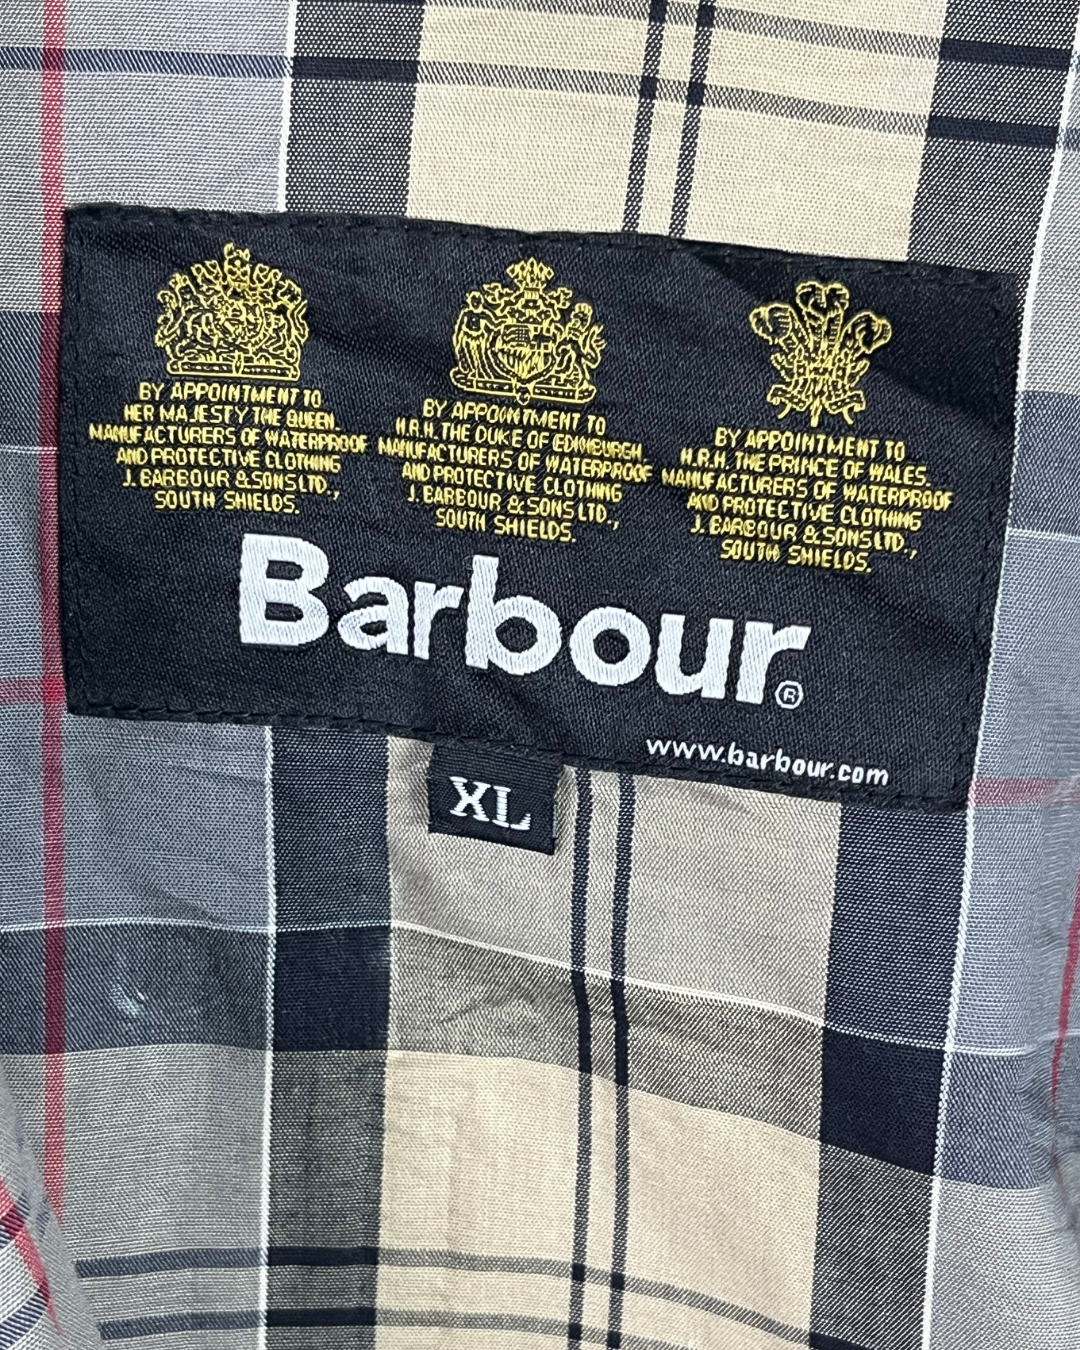 BY APPOINTMENT TO
HER MAJESTY THE QUEEN
MANUFACTURERS OF WATERPROOF
AND PROTECTIVE CLOTHING
J. BARBOUR & SONS LTD.,
SOUTH SHIELDS.
BY APPOINTMENT TO
H.R.H. THE DUKE OF EDINBURGH
MANUFACTURERS OF WATERPROOF
AND PROTECTIVE CLOTHING
J. BARBOUR & SONS LTD.,
SOUTH SHIELDS.
BY APPOINTMENT TO
H.R.H. THE PRINCE OF WALES.
MANUFACTURERS OF WATERPROOF
AND PROTECTIVE CLOTHING
J. BARBOUR & SONS LTD.,
SOUTH SHIELDS.
Barbour®
www.barbour.com
XL